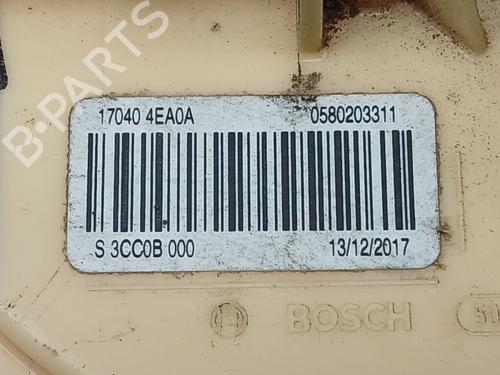 B-PARTS
17040 4EA0A 0580203311
S 3CC0B 000 13/12/2017
BOSCH